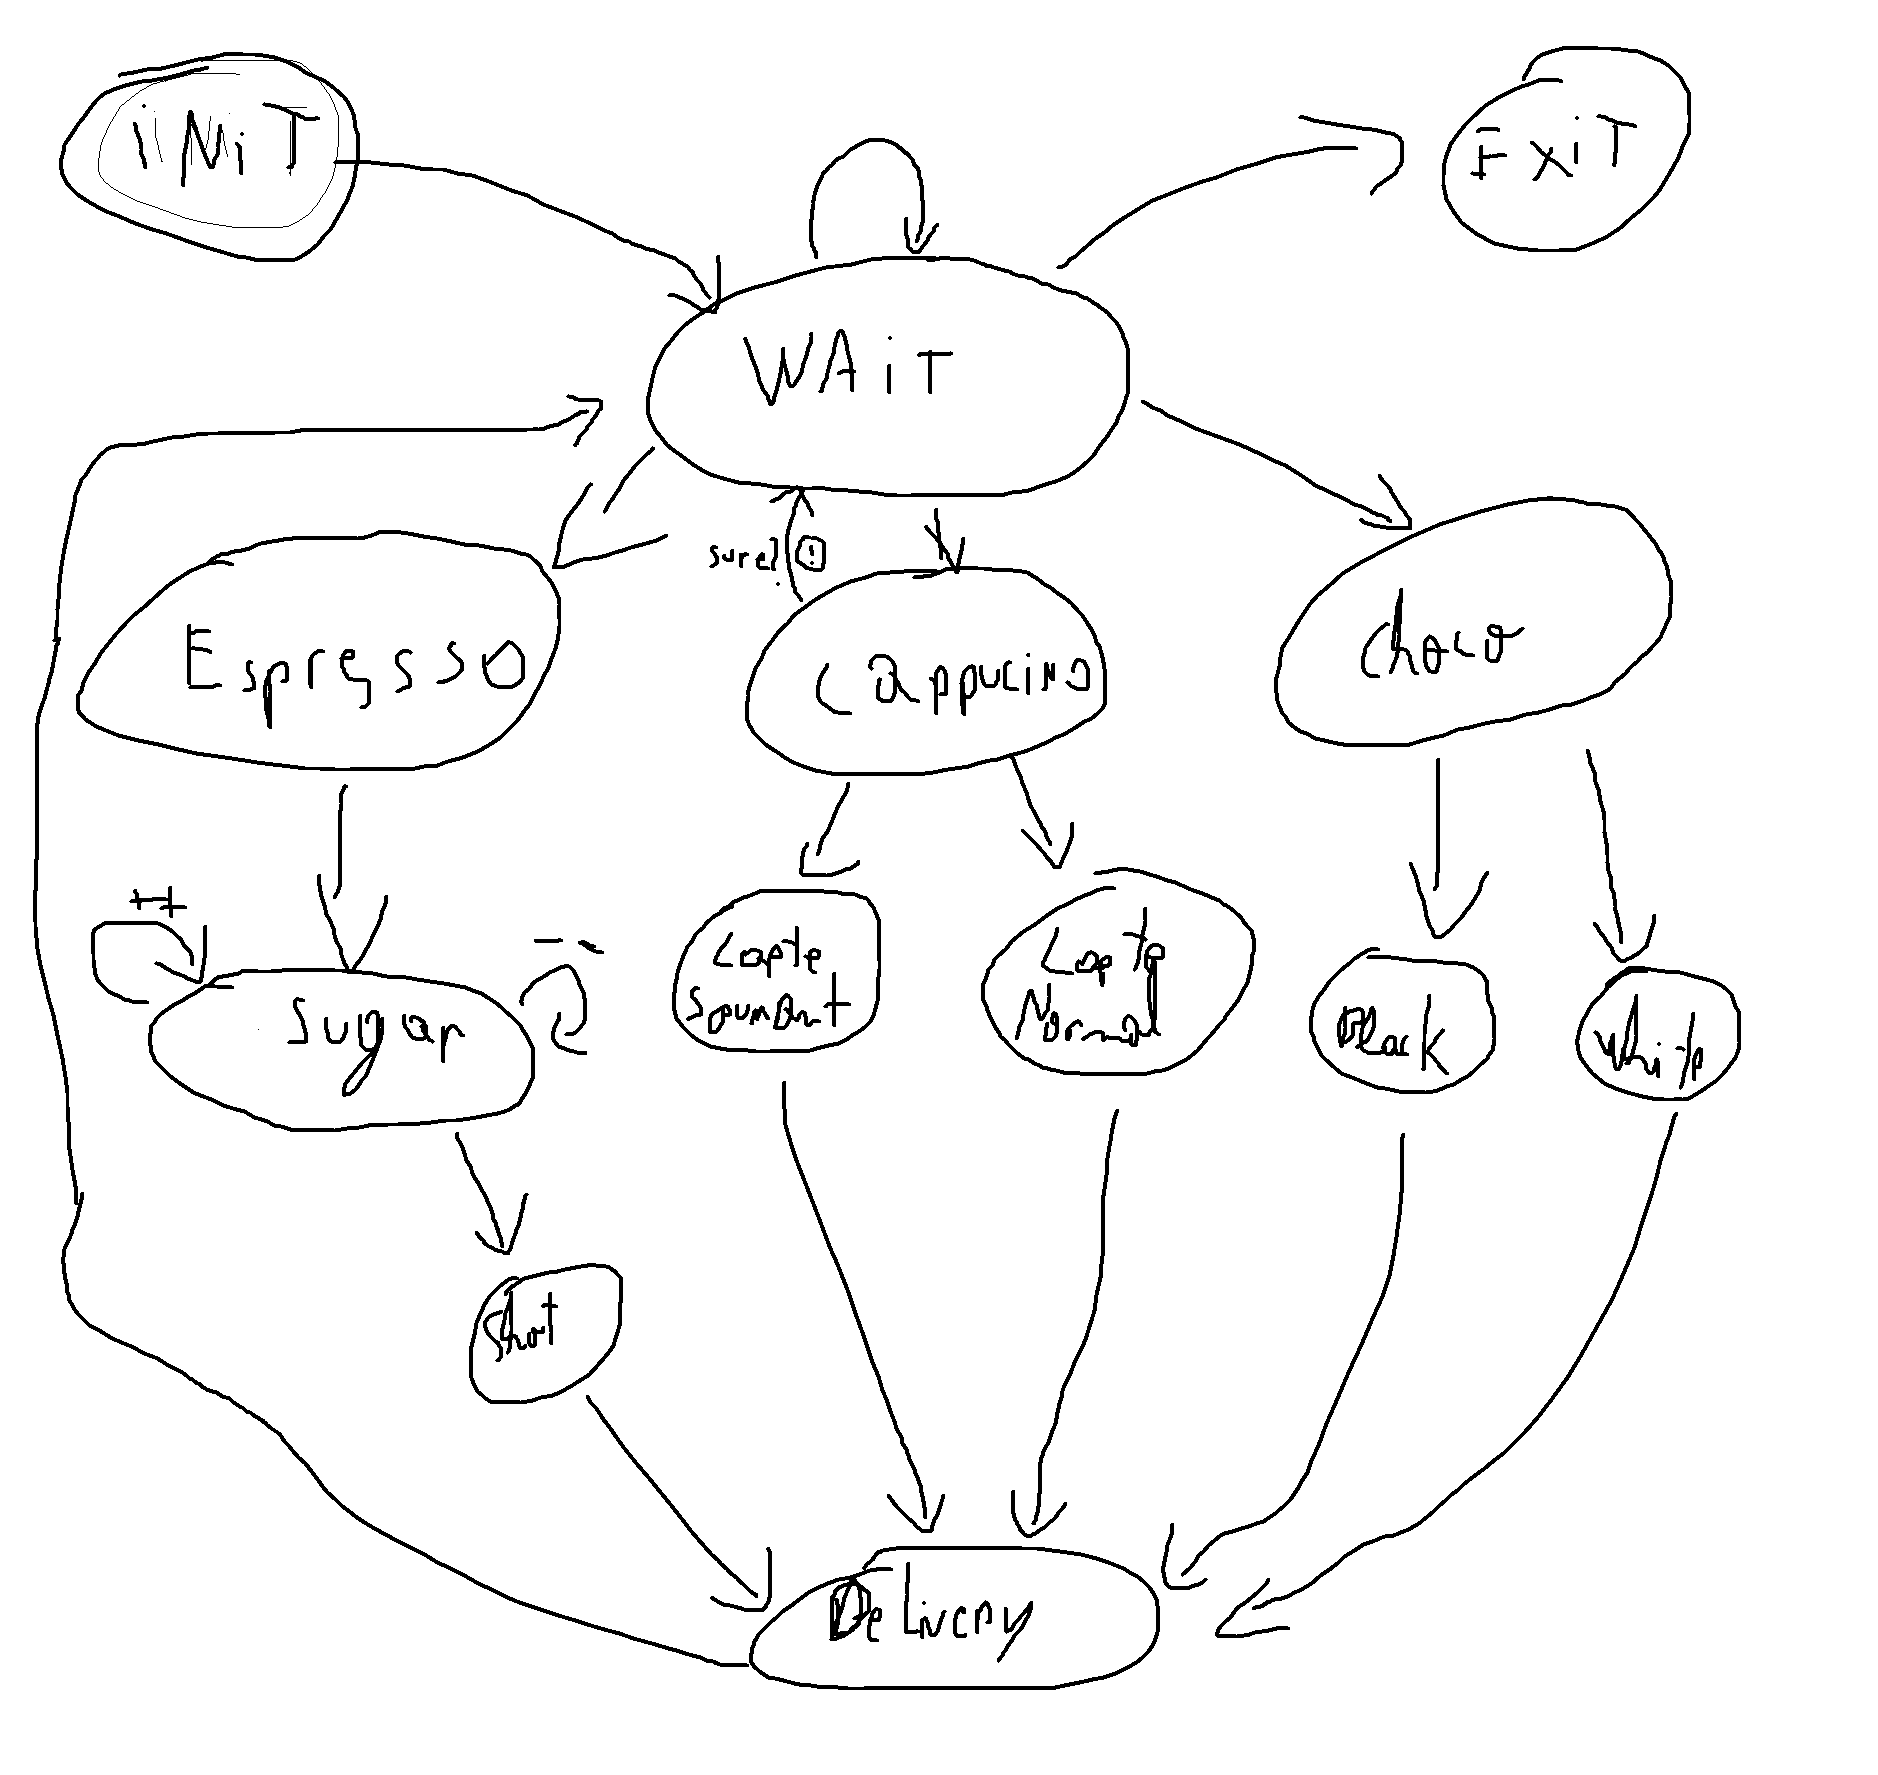 iNiT
EXiT
WAiT
sure?
!
Espresso
Cappucino
Choco
++
--
Sugar
Lapte
Spumant
Lapte
Normal
Black
White
Shot
Delivery